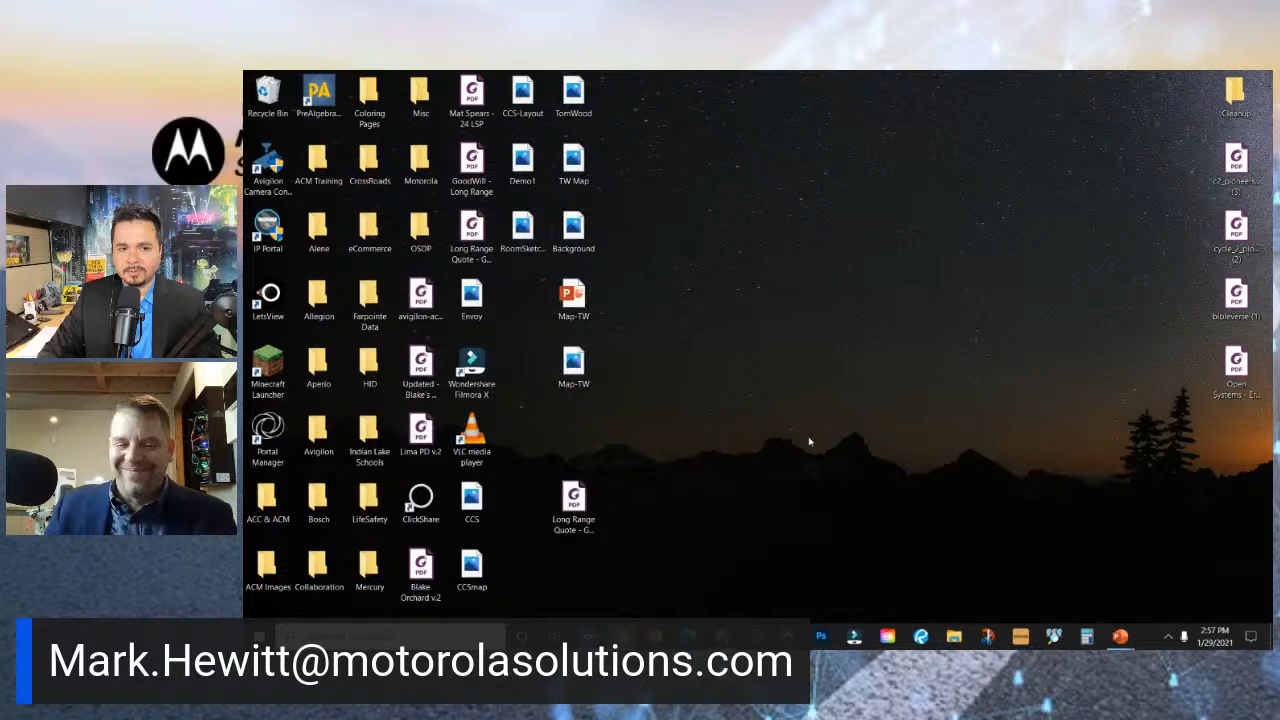 Recycle Bin
PreAlgebra...
Coloring
Pages
Misc
Mat Spears -
24 LSP
CCS-Layout
TomWood
Cleanup
Avigilon
Camera Con...
ACM Training
CrossRoads
Motorola
GoodWill -
Long Range
Demo1
TW Map
(3)
IP Portal
Alene
eCommerce
OSDP
Long Range
Quote - G...
RoomSketc...
Background
cycle_2_pio...
(2)
LetsView
Allegion
Farpointe
Data
avigilon-ac...
Envoy
Map-TW
bibleverse (1)
Minecraft
Launcher
Aperio
HID
Updated -
Blake's ...
Wondershare
Filmora X
Map-TW
Open
Systems - Er...
Portal
Manager
Avigilon
Indian Lake
Schools
Lima PD v.2
VLC media
player
ACC & ACM
Bosch
LifeSafety
ClickShare
CCS
Long Range
Quote - G...
ACM Images
Collaboration
Mercury
Blake
Orchard v.2
CCSmap
2:57 PM
1/29/2021
Mark.Hewitt@motorolasolutions.com